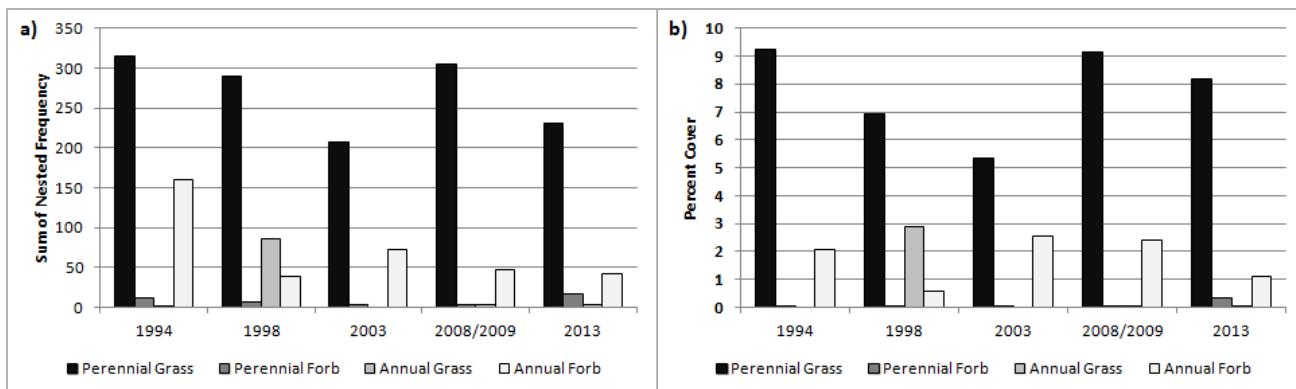 a)
350
300
250
200
150
100
50
0
Sum of Nested Frequency
1994 1998 2003 2008/2009 2013
Perennial Grass Perennial Forb Annual Grass Annual Forb
b)
10
9
8
7
6
5
4
3
2
1
0
Percent Cover
1994 1998 2003 2008/2009 2013
Perennial Grass Perennial Forb Annual Grass Annual Forb